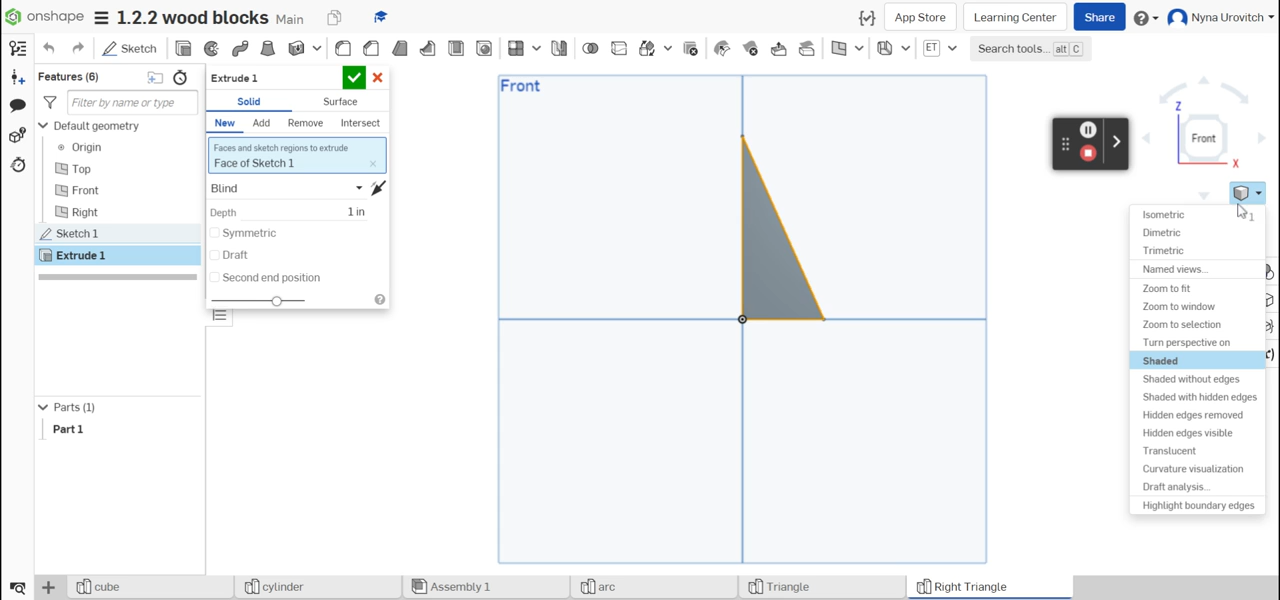 onshape 1.2.2 wood blocks Main App Store Learning Center Share Nyna Urovitch
Sketch ET Search tools... alt C
Features (6)
Filter by name or type
Default geometry
Origin
Top
Front
Right
Sketch 1
Extrude 1
Parts (1)
Part 1
Extrude 1
Solid Surface
New Add Remove Intersect
Faces and sketch regions to extrude
Face of Sketch 1
Blind
Depth 1 in
Symmetric
Draft
Second end position
Front
Z
Front
X
Isometric
Dimetric
Trimetric
Named views...
Zoom to fit
Zoom to window
Zoom to selection
Turn perspective on
Shaded
Shaded without edges
Shaded with hidden edges
Hidden edges removed
Hidden edges visible
Translucent
Curvature visualization
Draft analysis...
Highlight boundary edges
cube cylinder Assembly 1 arc Triangle Right Triangle